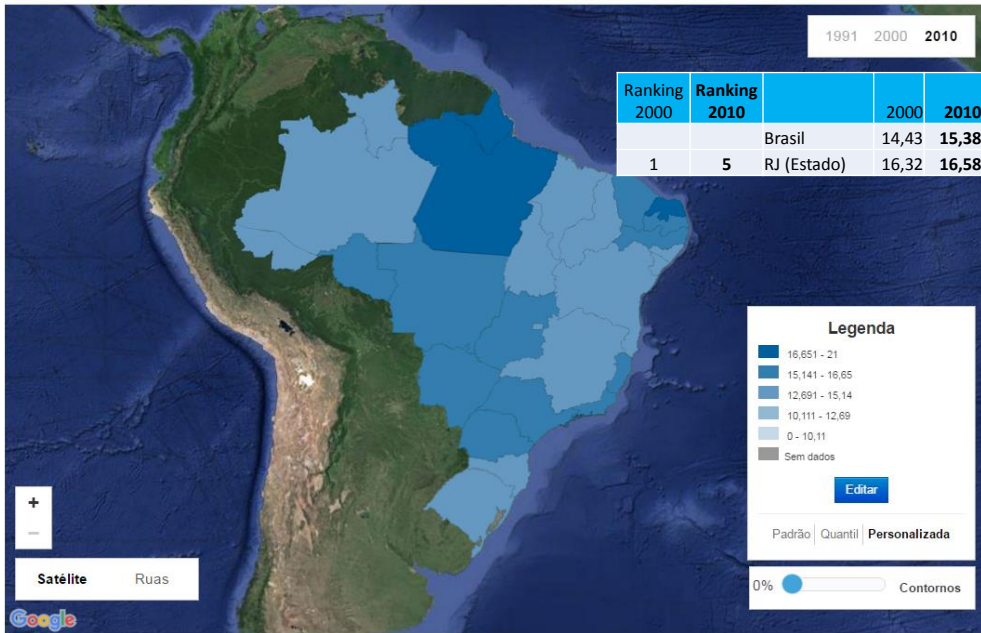 1991 2000 2010
Ranking 2000 Ranking 2010 2000 2010
Brasil 14,43 15,38
1 5 RJ (Estado) 16,32 16,58
Legenda
16,651 - 21
15,141 - 16,65
12,691 - 15,14
10,111 - 12,69
0 - 10,11
Sem dados
Editar
Padrão Quantil Personalizada
0% Contornos
+
−
Satélite Ruas
Google